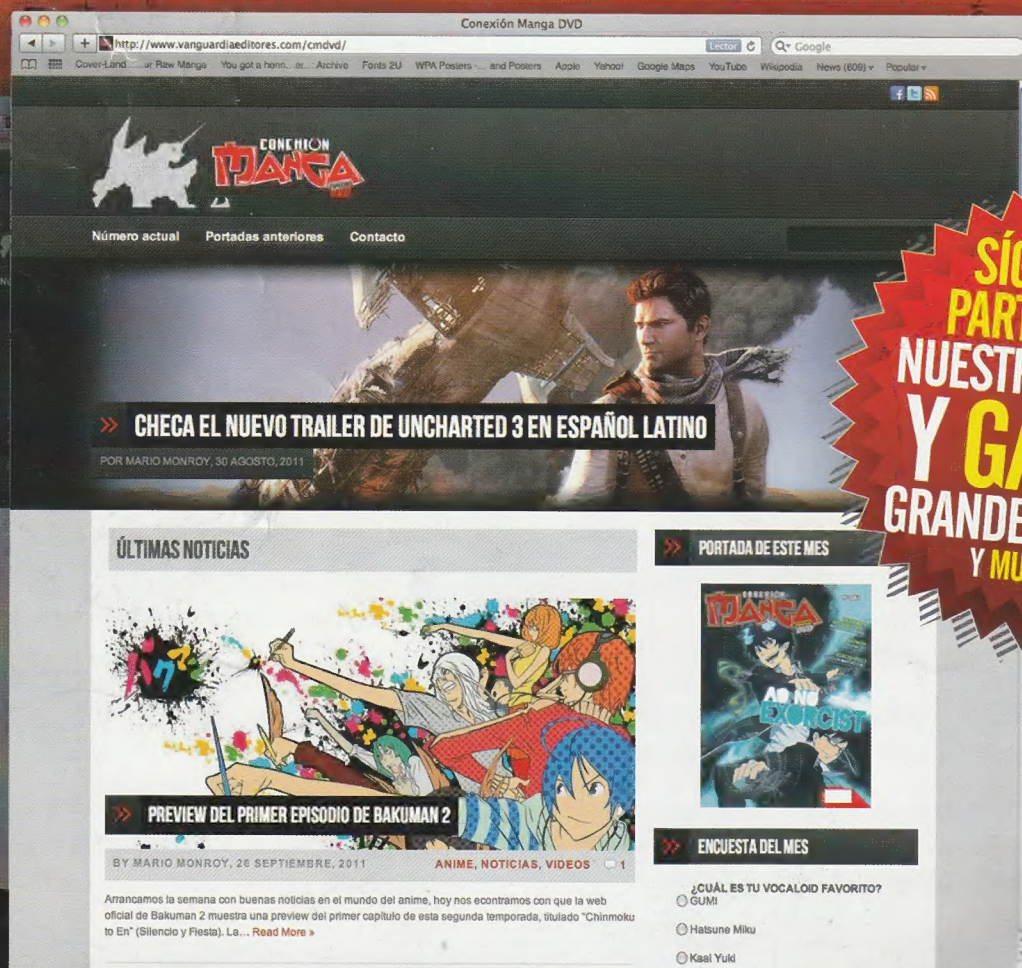 Conexión Manga DVD
http://www.vanguardiaeditores.com/cmdvd/
Lector
Google
Cover-Land
ur Raw Manga
You got a honn... er... Archive
Fonts 2U
WPA Posters -... and Posters
Apple
Yahoo!
Google Maps
YouTube
Wikipedia
News (609)
Popular
CONEXIÓN
MANGA
Número actual
Portadas anteriores
Contacto
SÍG
PART
NUESTR
Y GA
GRANDE
Y MU
» CHECA EL NUEVO TRAILER DE UNCHARTED 3 EN ESPAÑOL LATINO
POR MARIO MONROY, 30 AGOSTO, 2011
ÚLTIMAS NOTICIAS
バクマ
» PREVIEW DEL PRIMER EPISODIO DE BAKUMAN 2
BY MARIO MONROY, 26 SEPTIEMBRE, 2011
ANIME, NOTICIAS, VIDEOS 1
Arrancamos la semana con buenas noticias en el mundo del anime, hoy nos econtramos con que la web
oficial de Bakuman 2 muestra una preview del primer capítulo de esta segunda temporada, titulado "Chinmoku
to En" (Silencio y Fiesta). La... Read More »
» PORTADA DE ESTE MES
CONEXIÓN
MANGA
AO NO
EXORCIST
» ENCUESTA DEL MES
¿CUÁL ES TU VOCALOID FAVORITO?
GUMI
Hatsune Miku
Kaai Yuki